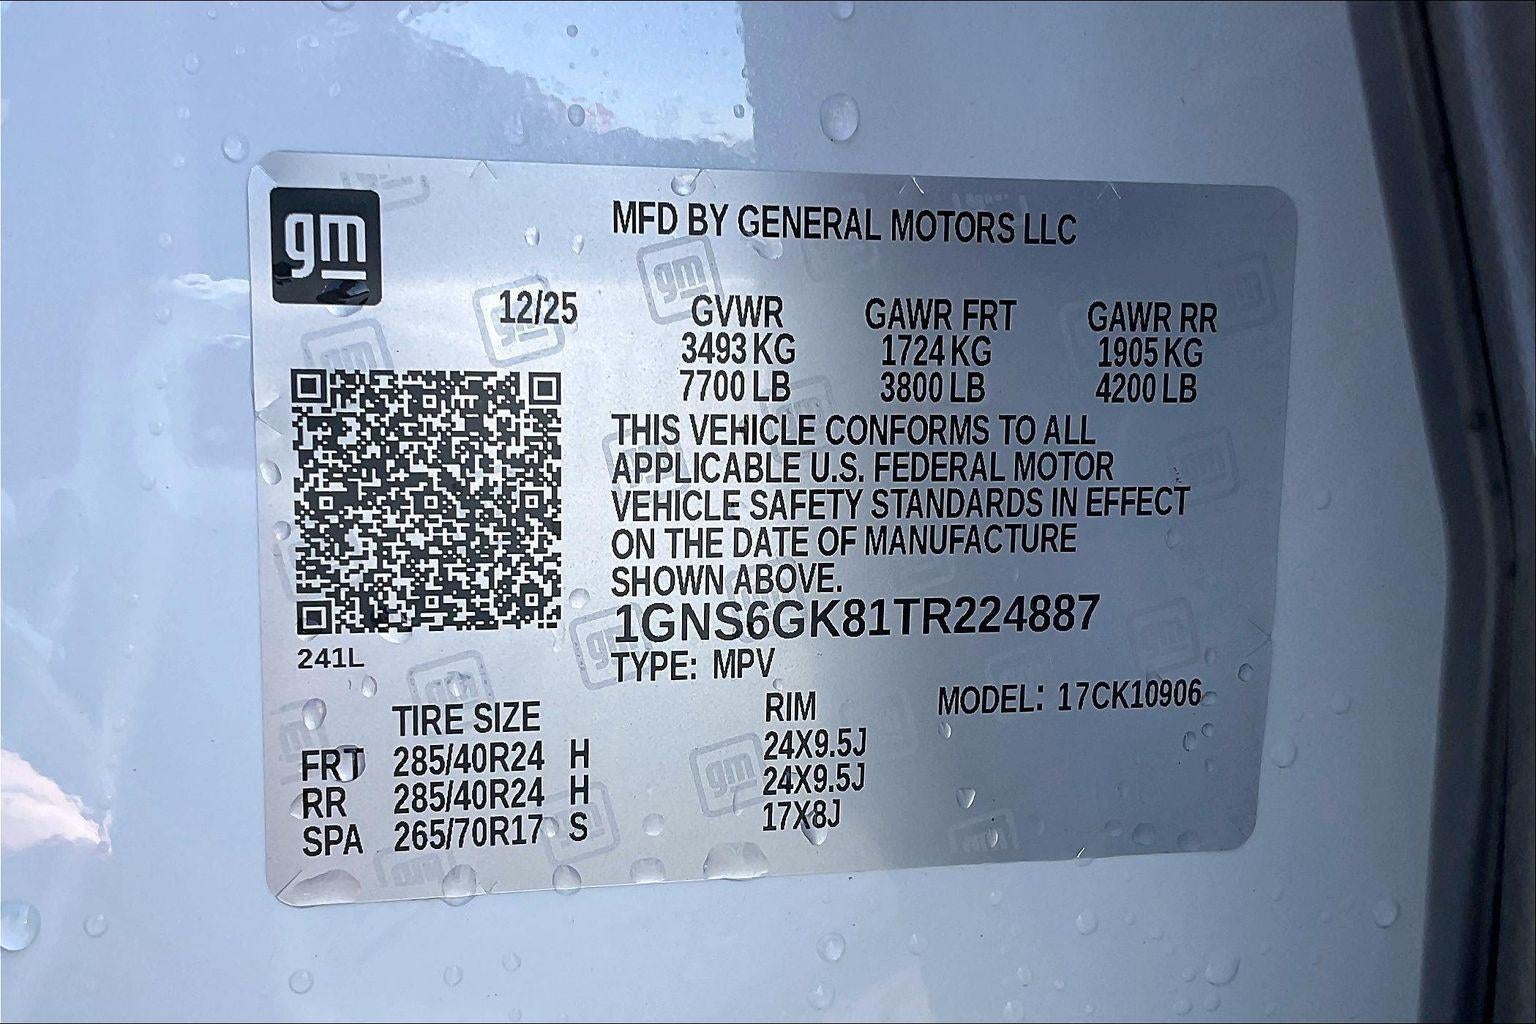 gm
MFD BY GENERAL MOTORS LLC
12/25 GVWR GAWR FRT GAWR RR
3493 KG 1724 KG 1905 KG
7700 LB 3800 LB 4200 LB
THIS VEHICLE CONFORMS TO ALL
APPLICABLE U.S. FEDERAL MOTOR
VEHICLE SAFETY STANDARDS IN EFFECT
ON THE DATE OF MANUFACTURE
SHOWN ABOVE.
1GNS6GK81TR224887
241L
TYPE: MPV
MODEL: 17CK10906
TIRE SIZE RIM
FRT 285/40R24 H 24X9.5J
RR 285/40R24 H 24X9.5J
SPA 265/70R17 S 17X8J